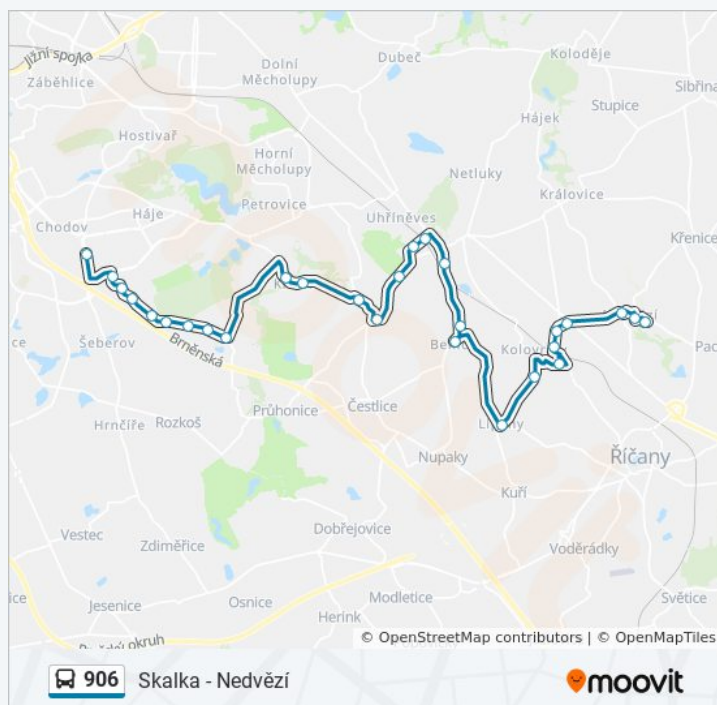 Jižní spojka
Dubeč
Koloděje
Záběhlice
Dolní
Měcholupy
Sibřina
Stupice
Hostivař
Hájek
Horní
Měcholupy
Netluky
Petrovice
Královice
Chodov
Háje
Uhříněves
Křenice
Šeberov
Brněnská
Kolov
Pac
Hrnčíře
Rozkoš
Průhonice
Čestlice
Nupaky
Říčany
Kuří
Vestec
Zdiměřice
Dobřejovice
Voděrádky
Jesenice
Osnice
Modletice
Herink
Světice
© OpenStreetMap contributors | © OpenMapTiles
906 Skalka - Nedvězí
moovit